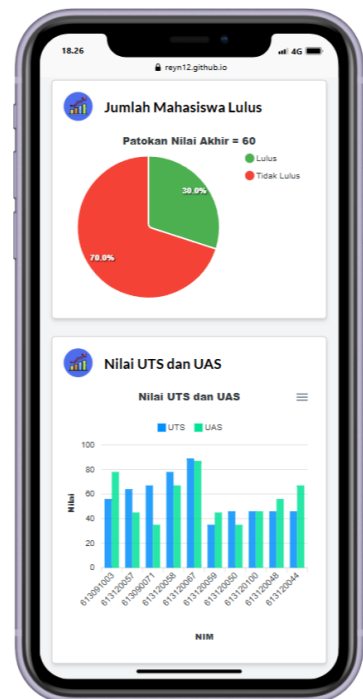 18.26
4G
reyn12.github.io
Jumlah Mahasiswa Lulus
Patokan Nilai Akhir = 60
Lulus
Tidak Lulus
30.0%
70.0%
Nilai UTS dan UAS
Nilai UTS dan UAS
UTS
UAS
100
80
60
40
20
0
Nilai
613091003
613120057
613090071
613120058
613120067
613120059
613120050
613120100
613120048
613120044
NIM